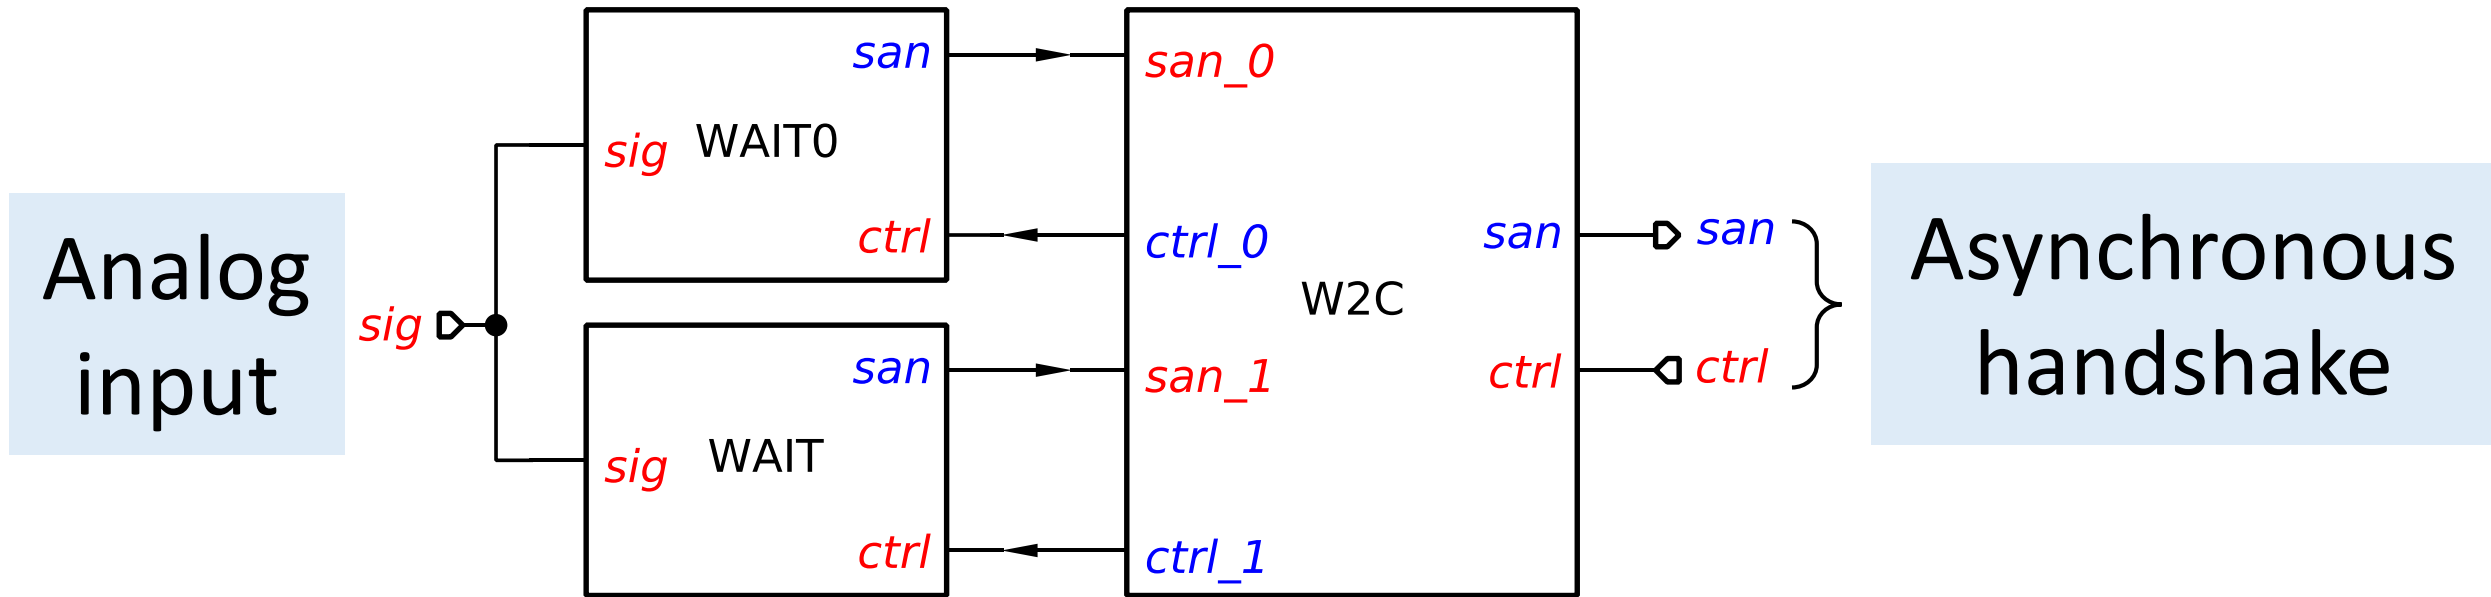 Analog
input
sig
sig
WAIT0
san
ctrl
sig
WAIT
san
ctrl
san_0
ctrl_0
W2C
san_1
ctrl_1
san
ctrl
san
ctrl
Asynchronous
handshake